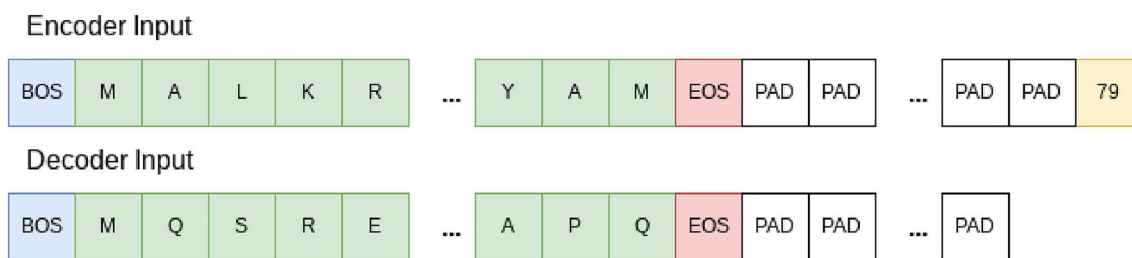 Encoder Input
BOS M A L K R ... Y A M EOS PAD PAD ... PAD PAD 79
Decoder Input
BOS M Q S R E ... A P Q EOS PAD PAD ... PAD